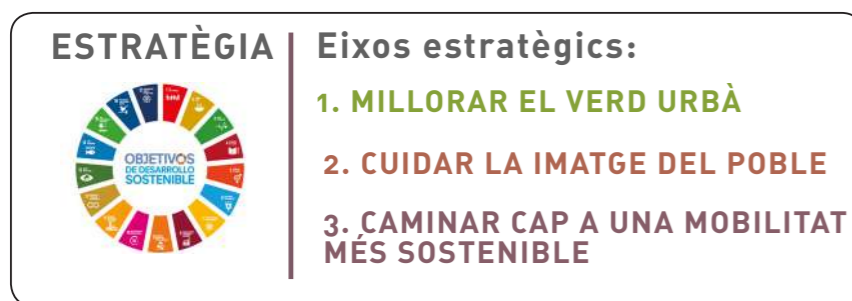 ESTRATÈGIA
OBJETIVOS
DE DESARROLLO
SOSTENIBLE
Eixos estratègics:
1. MILLORAR EL VERD URBÀ
2. CUIDAR LA IMATGE DEL POBLE
3. CAMINAR CAP A UNA MOBILITAT
MÉS SOSTENIBLE